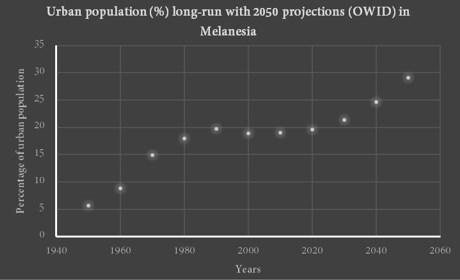 Urban population (%) long-run with 2050 projections (OWID) in
Melanesia
35
30
25
20
15
10
5
0
Percentage of urban population
1940 1960 1980 2000 2020 2040 2060
Years